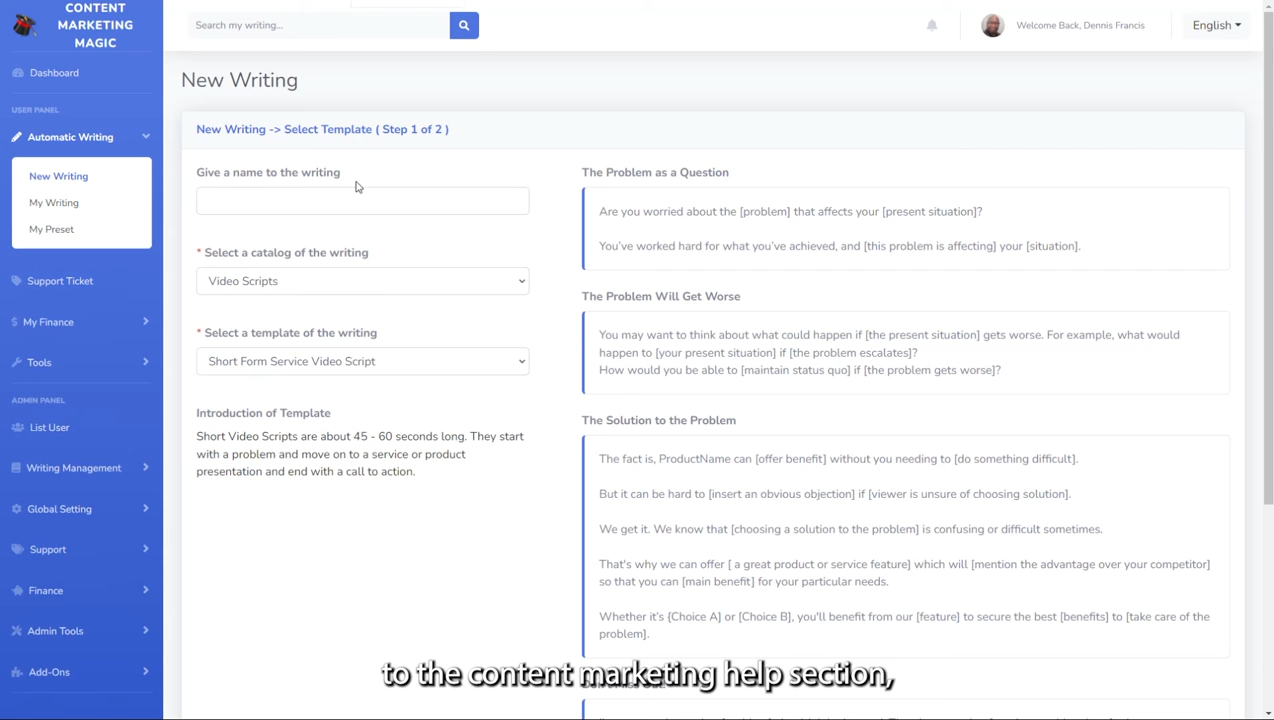 CONTENT
MARKETING
MAGIC
Dashboard
USER PANEL
Automatic Writing
New Writing
My Writing
My Preset
Support Ticket
My Finance
Tools
ADMIN PANEL
List User
Writing Management
Global Setting
Support
Finance
Admin Tools
Add-Ons
Search my writing...
Welcome Back, Dennis Francis
English
New Writing
New Writing -> Select Template ( Step 1 of 2 )
Give a name to the writing
* Select a catalog of the writing
Video Scripts
* Select a template of the writing
Short Form Service Video Script
Introduction of Template
Short Video Scripts are about 45 - 60 seconds long. They start
with a problem and move on to a service or product
presentation and end with a call to action.
The Problem as a Question
Are you worried about the [problem] that affects your [present situation]?
You've worked hard for what you've achieved, and [this problem is affecting] your [situation].
The Problem Will Get Worse
You may want to think about what could happen if [the present situation] gets worse. For example, what would
happen to [your present situation] if [the problem escalates]?
How would you be able to [maintain status quo] if [the problem gets worse]?
The Solution to the Problem
The fact is, ProductName can [offer benefit] without you needing to [do something difficult].
But it can be hard to [insert an obvious objection] if [viewer is unsure of choosing solution].
We get it. We know that [choosing a solution to the problem] is confusing or difficult sometimes.
That's why we can offer [ a great product or service feature] which will [mention the advantage over your competitor]
so that you can [main benefit] for your particular needs.
Whether it's {Choice A] or [Choice B], you'll benefit from our [feature] to secure the best [benefits] to [take care of the
problem].
to the content marketing help section,